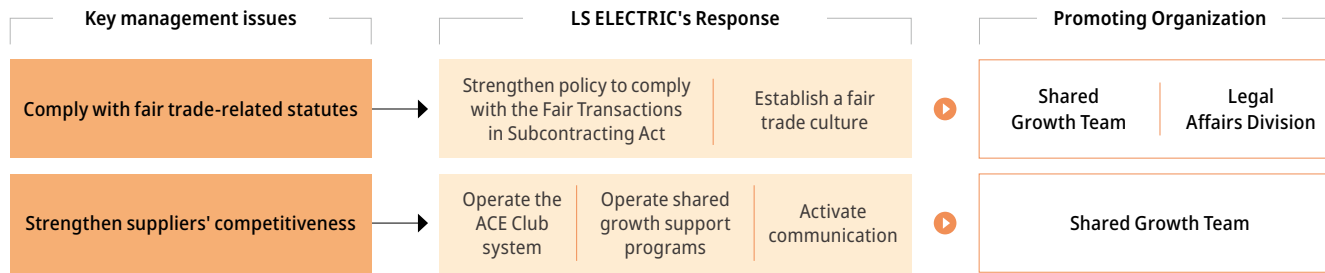 Key management issues
LS ELECTRIC's Response
Promoting Organization
Comply with fair trade-related statutes
Strengthen policy to comply
with the Fair Transactions
in Subcontracting Act
Establish a fair
trade culture
Shared
Growth Team
Legal
Affairs Division
Strengthen suppliers' competitiveness
Operate the
ACE Club
system
Operate shared
growth support
programs
Activate
communication
Shared Growth Team